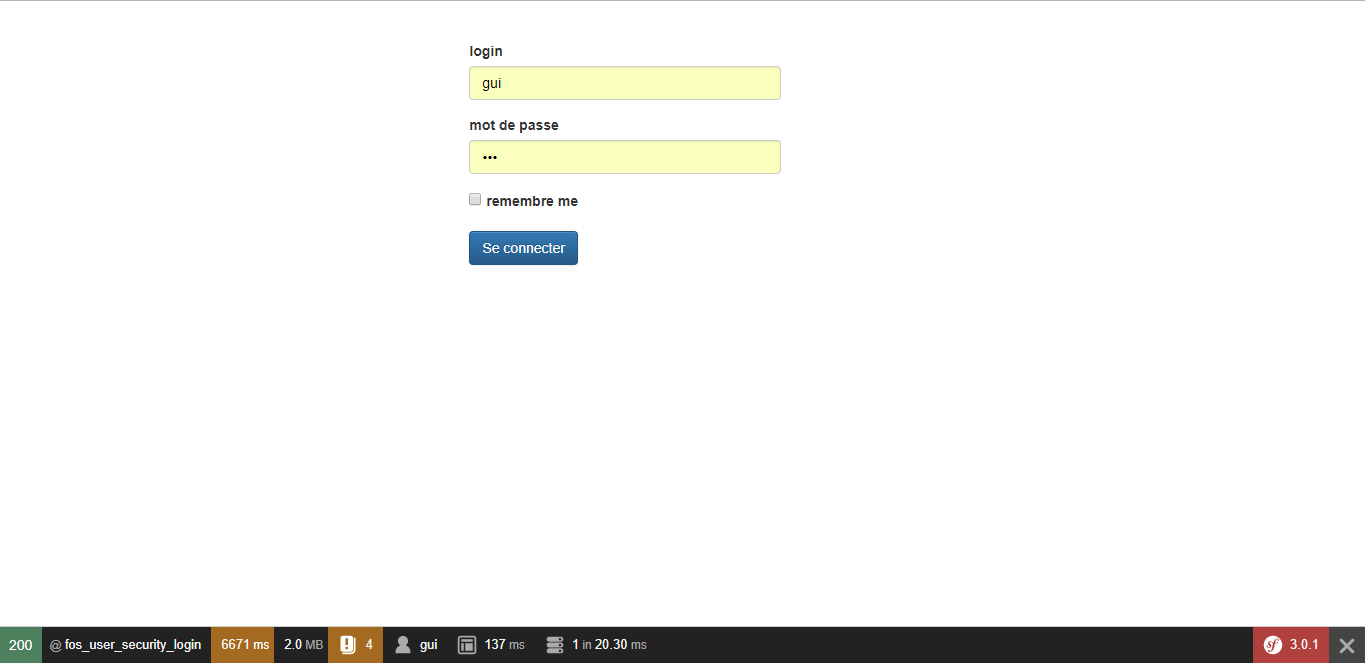 login
gui
mot de passe
•••
remembre me
Se connecter
200 @ fos_user_security_login 6671 ms 2.0 MB 4 gui 137 ms 1 in 20.30 ms sf 3.0.1